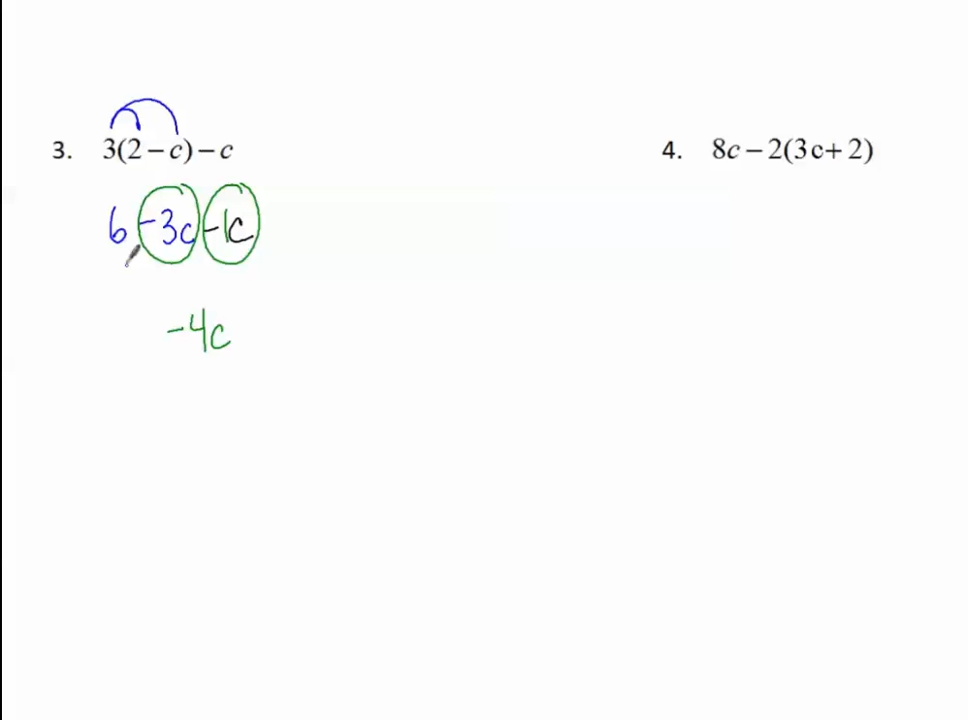 3. 3(2 – c) – c
6 -3c -1c
-4c
4. 8c – 2(3c + 2)